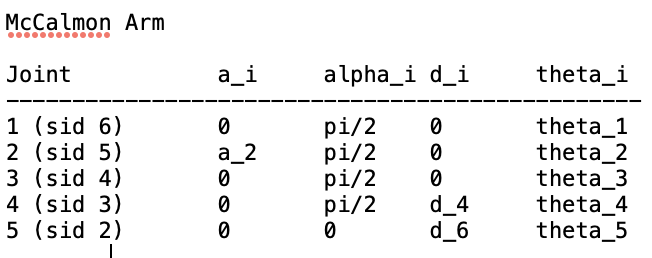 McCalmon Arm
Joint a_i alpha_i d_i theta_i
---------------------------------------------------
1 (sid 6) 0 pi/2 0 theta_1
2 (sid 5) a_2 pi/2 0 theta_2
3 (sid 4) 0 pi/2 0 theta_3
4 (sid 3) 0 pi/2 d_4 theta_4
5 (sid 2) 0 0 d_6 theta_5